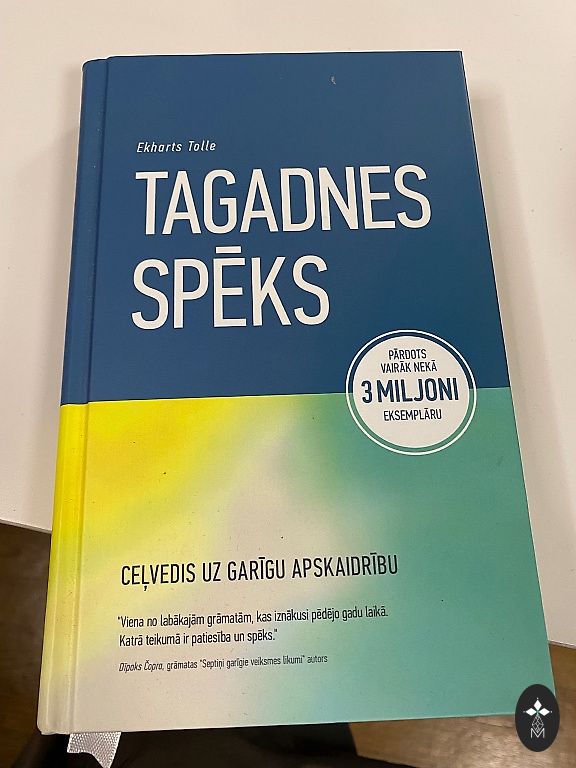 Ekharts Tolle
TAGADNES
SPĒKS
PĀRDOTS
VAIRĀK NEKĀ
3 MILJONI
EKSEMPLĀRU
CEĻVEDIS UZ GARĪGU APSKAIDRĪBU
"Viena no labākajām grāmatām, kas iznākusi pēdējo gadu laikā.
Katrā teikumā ir patiesība un spēks."
Dīpaks Čopra, grāmatas "Septiņi garīgie veiksmes likumi" autors